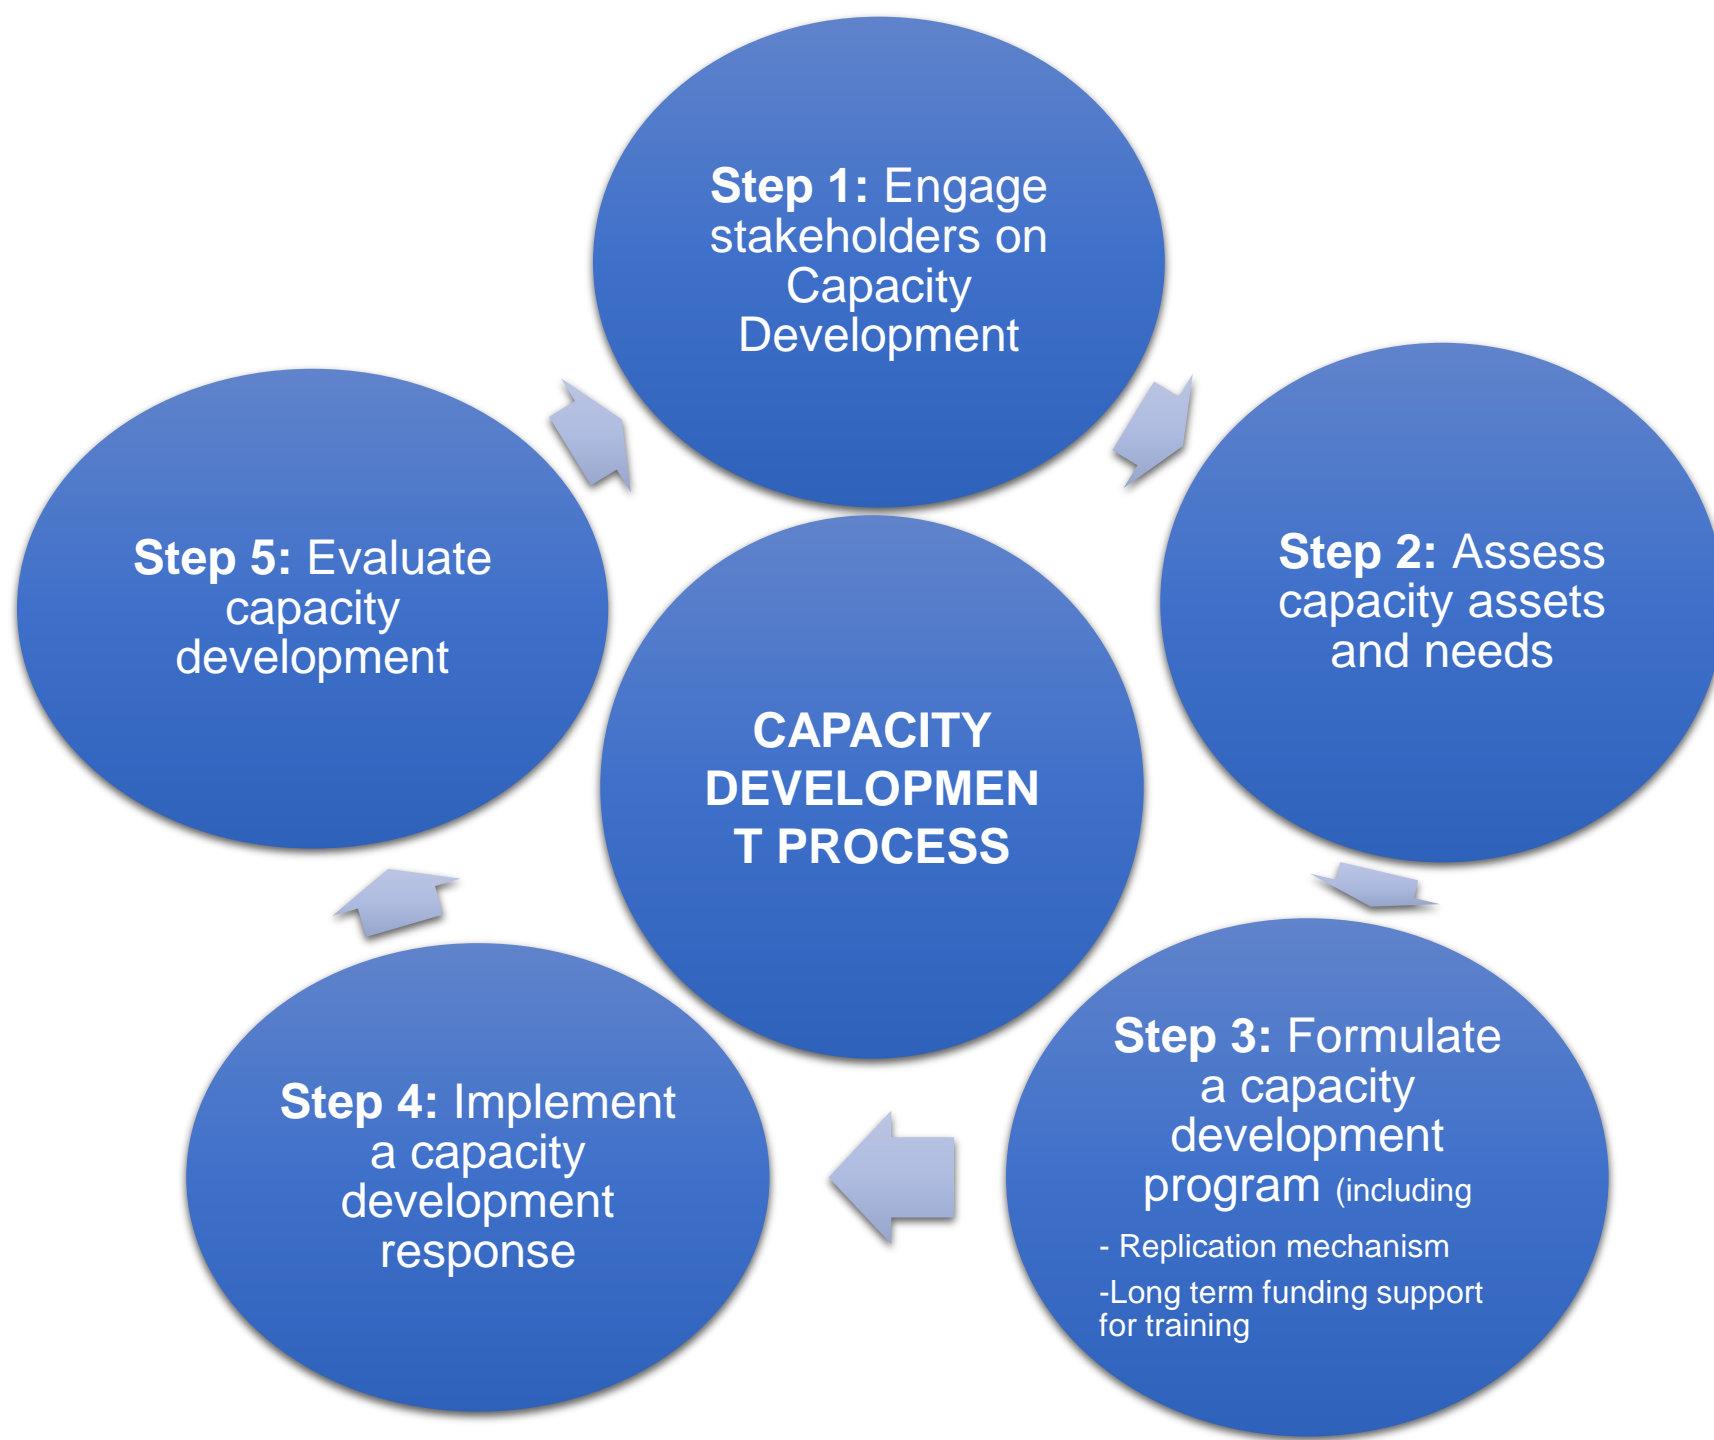 Step 1: Engage
stakeholders on
Capacity
Development
Step 2: Assess
capacity assets
and needs
Step 3: Formulate
a capacity
development
program (including
- Replication mechanism
-Long term funding support
for training
Step 4: Implement
a capacity
development
response
Step 5: Evaluate
capacity
development
CAPACITY
DEVELOPMEN
T PROCESS